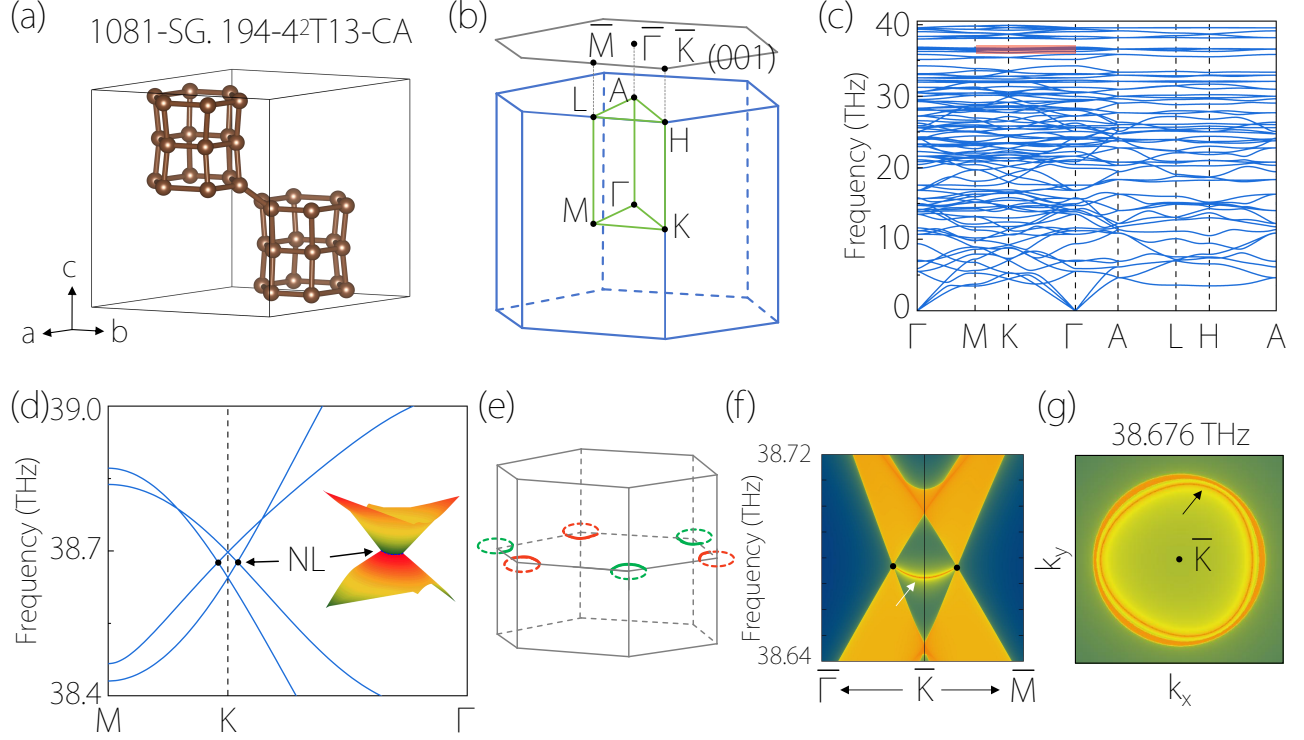 (a)
1081-SG. 194-4²T13-CA
c
a
b
(b)
M̅
Γ̅
K̅
(001)
L
A
H
M
Γ
K
(c)
Frequency (THz)
40
30
20
10
0
Γ M K Γ A L H A
(d)
Frequency (THz)
39.0
38.7
38.4
NL
M K Γ
(e)
(f)
Frequency (THz)
38.72
38.64
Γ̅ K̅ M̅
(g)
38.676 THz
K̅
k_y
k_x